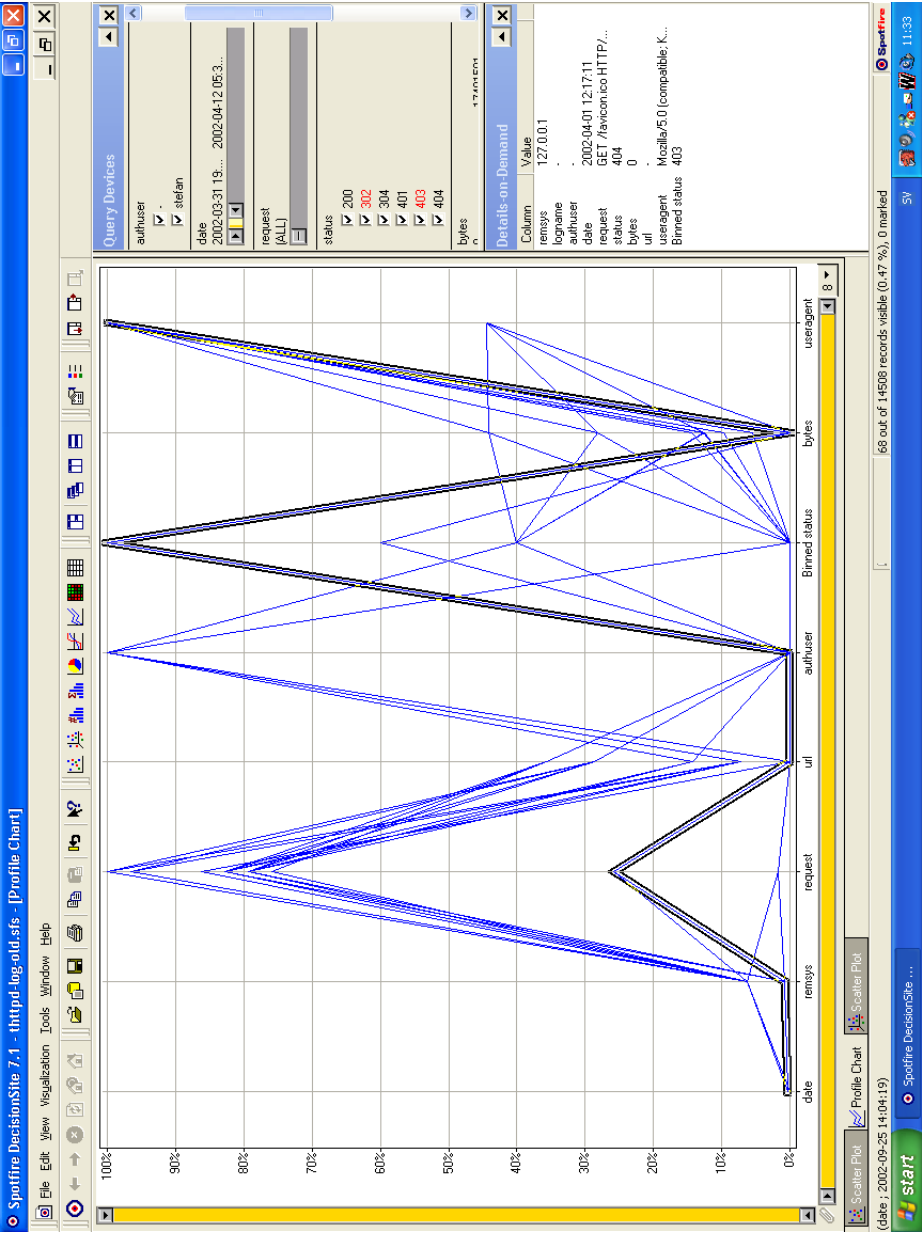 Spotfire DecisionSite 7.1 - thttpd-log-old.sfs - [Profile Chart]
File Edit View Visualization Tools Window Help
100%
90%
80%
70%
60%
50%
40%
30%
20%
10%
0%
date
remsys
request
url
authuser
Binned status
bytes
useragent
8
Query Devices
authuser
-
stefan
date
2002-03-31 19:... 2002-04-12 05:3...
request
(ALL)
status
200
302
304
401
403
404
bytes
Details-on-Demand
Column Value
remsys 127.0.0.1
logname -
authuser -
date 2002-04-01 12:17:11
request GET /favicon.ico HTTP/...
status 404
bytes 0
url -
useragent Mozilla/5.0 (compatible; K...
Binned status 403
Scatter Plot Profile Chart Scatter Plot
(date ; 2002-09-25 14:04:19)
68 out of 14508 records visible (0.47 %), 0 marked
Spotfire
start
Spotfire DecisionSite ...
SV
11:33